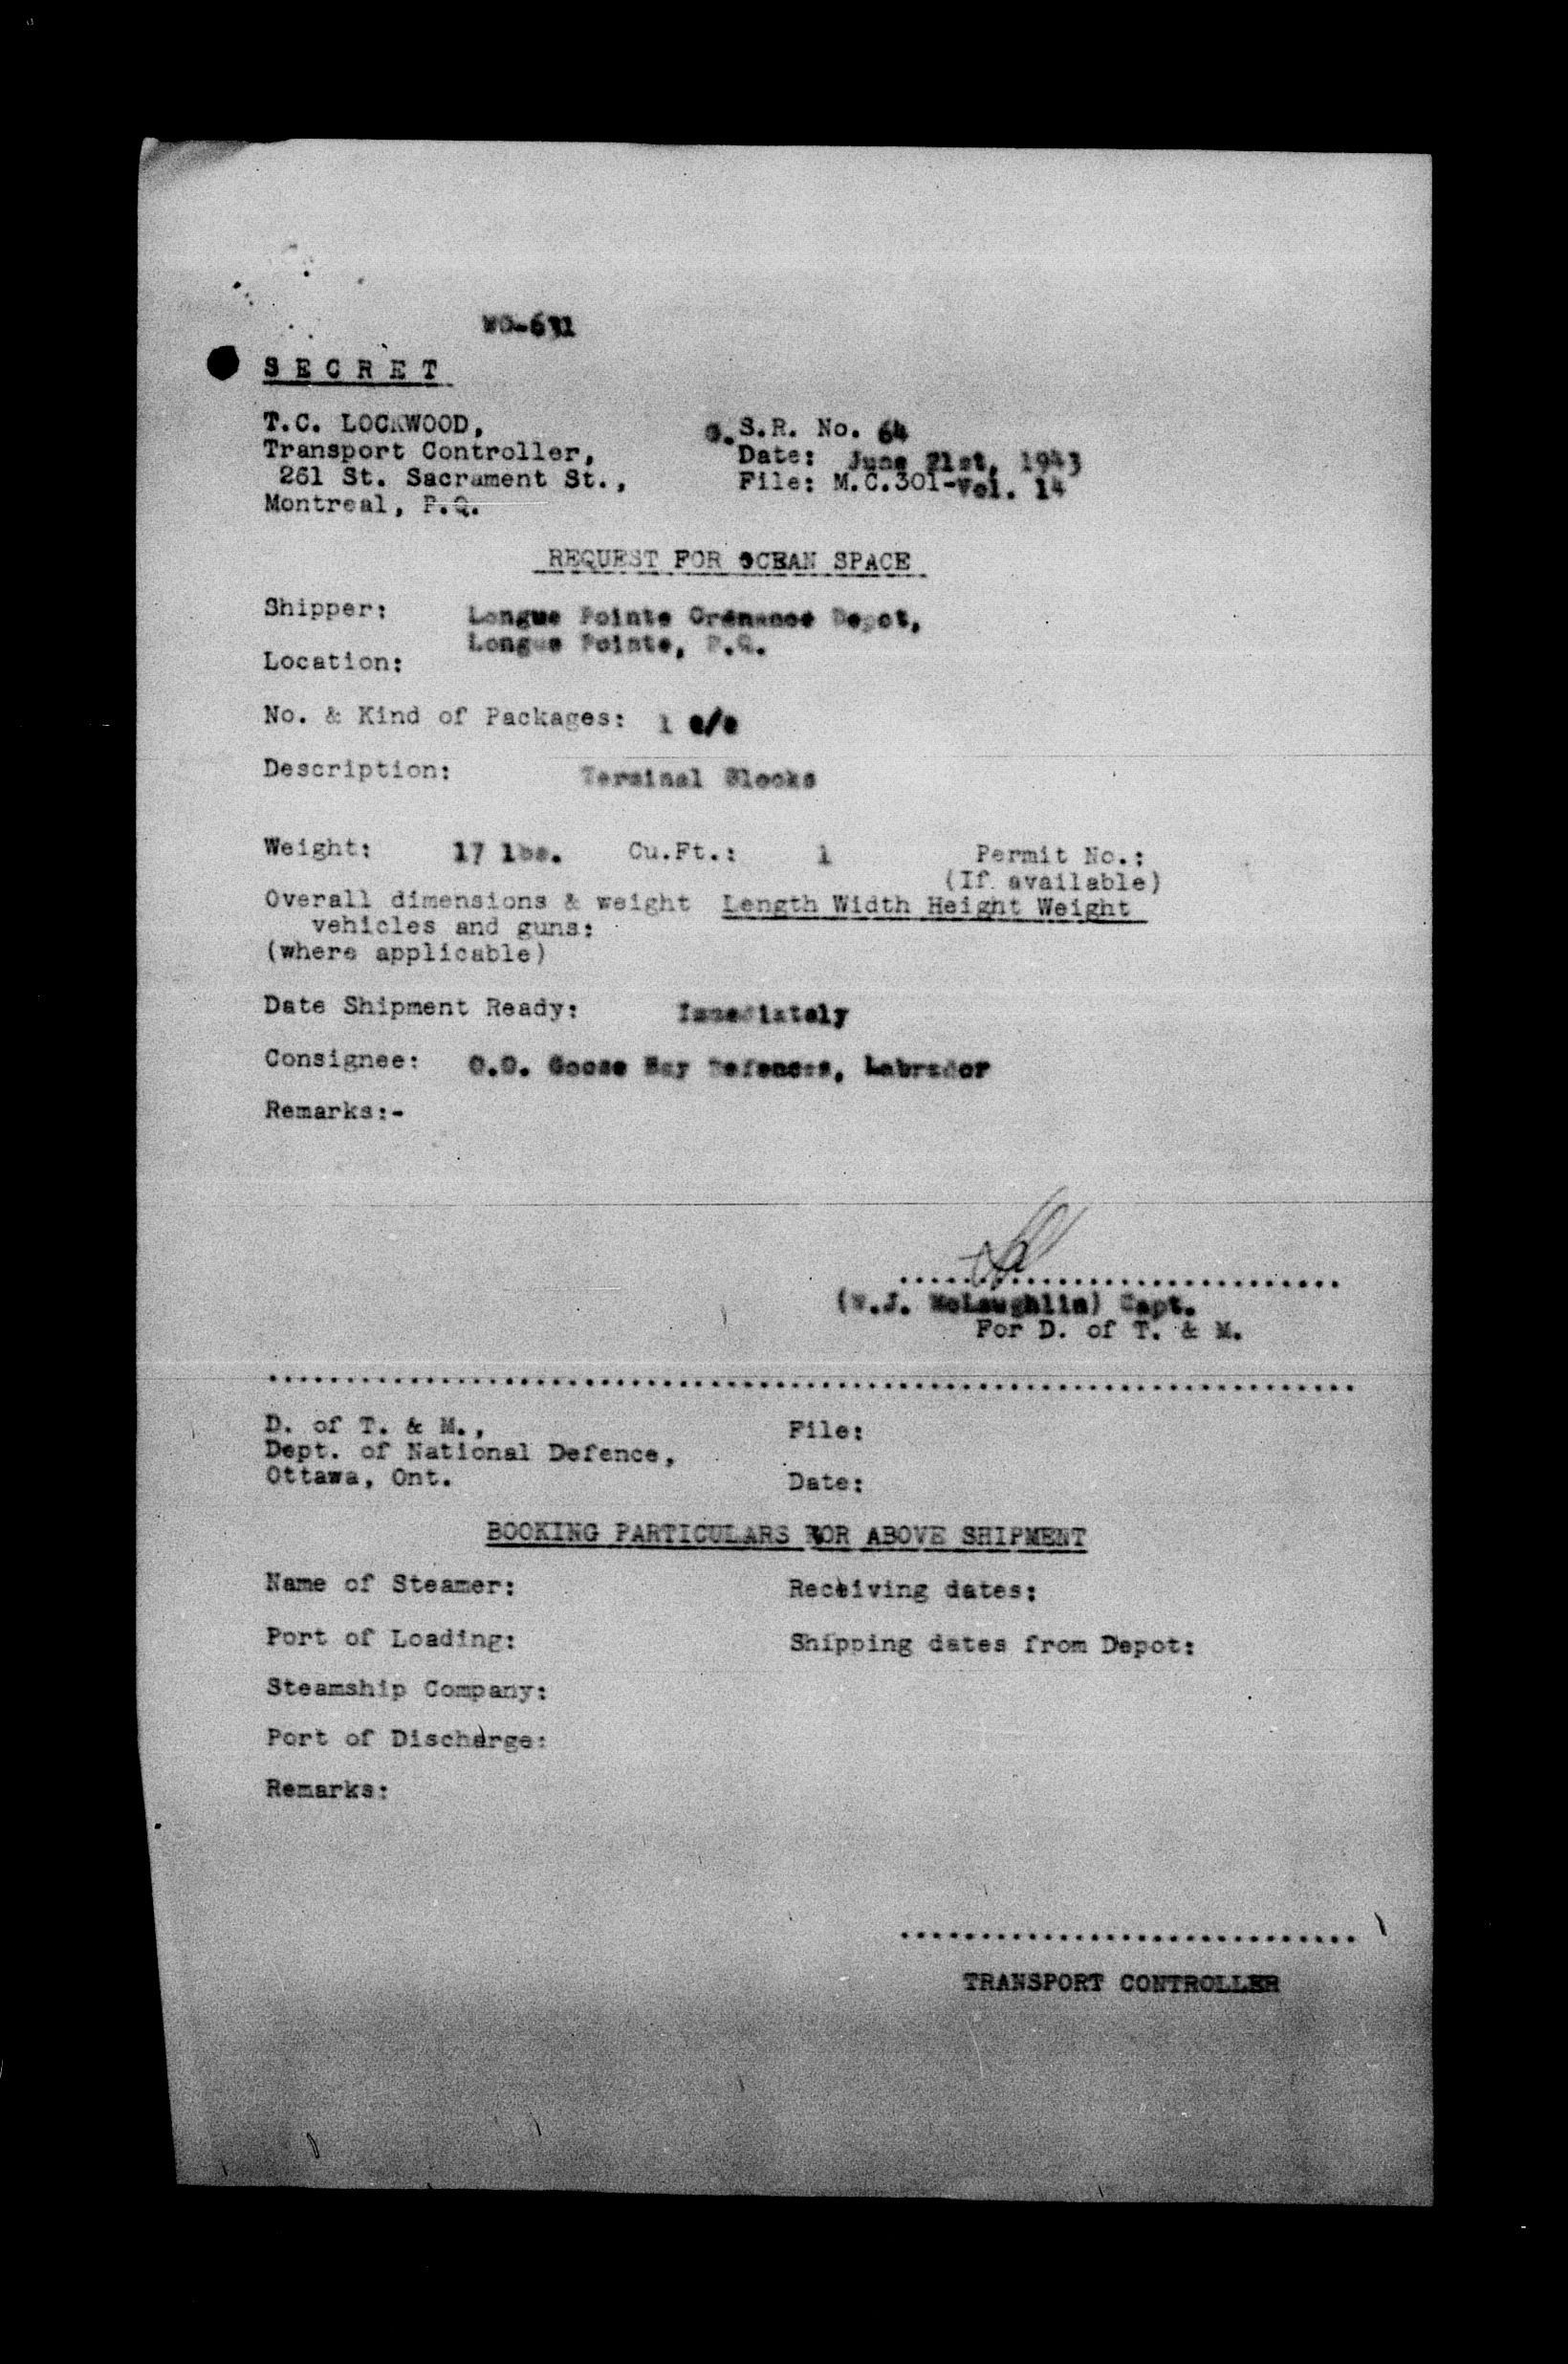 S E C R E T
T.C. LOCKWOOD,
Transport Controller,
261 St. Sacrament St.,
Montreal, P.Q.
S.R. No. 64
Date: June 21st, 1943
File: M.C.301-Vol. 14
REQUEST FOR OCEAN SPACE
Shipper: Longue Pointe Ordnance Depot,
Longue Pointe, P.Q.
Location:
No. & Kind of Packages: 1 c/s
Description: Terminal Blocks
Weight: 17 lbs. Cu.Ft.: 1 Permit No.:
(If available)
Overall dimensions & weight Length Width Height Weight
vehicles and guns:
(where applicable)
Date Shipment Ready: Immediately
Consignee: O.O. Goose Bay Defences, Labrador
Remarks:-
McLaughlin) Capt.
For D. of T. & M.
D. of T. & M.,
Dept. of National Defence,
Ottawa, Ont.
File:
Date:
BOOKING PARTICULARS FOR ABOVE SHIPMENT
Name of Steamer: Receiving dates:
Port of Loading: Shipping dates from Depot:
Steamship Company:
Port of Discharge:
Remarks:
TRANSPORT CONTROLLER